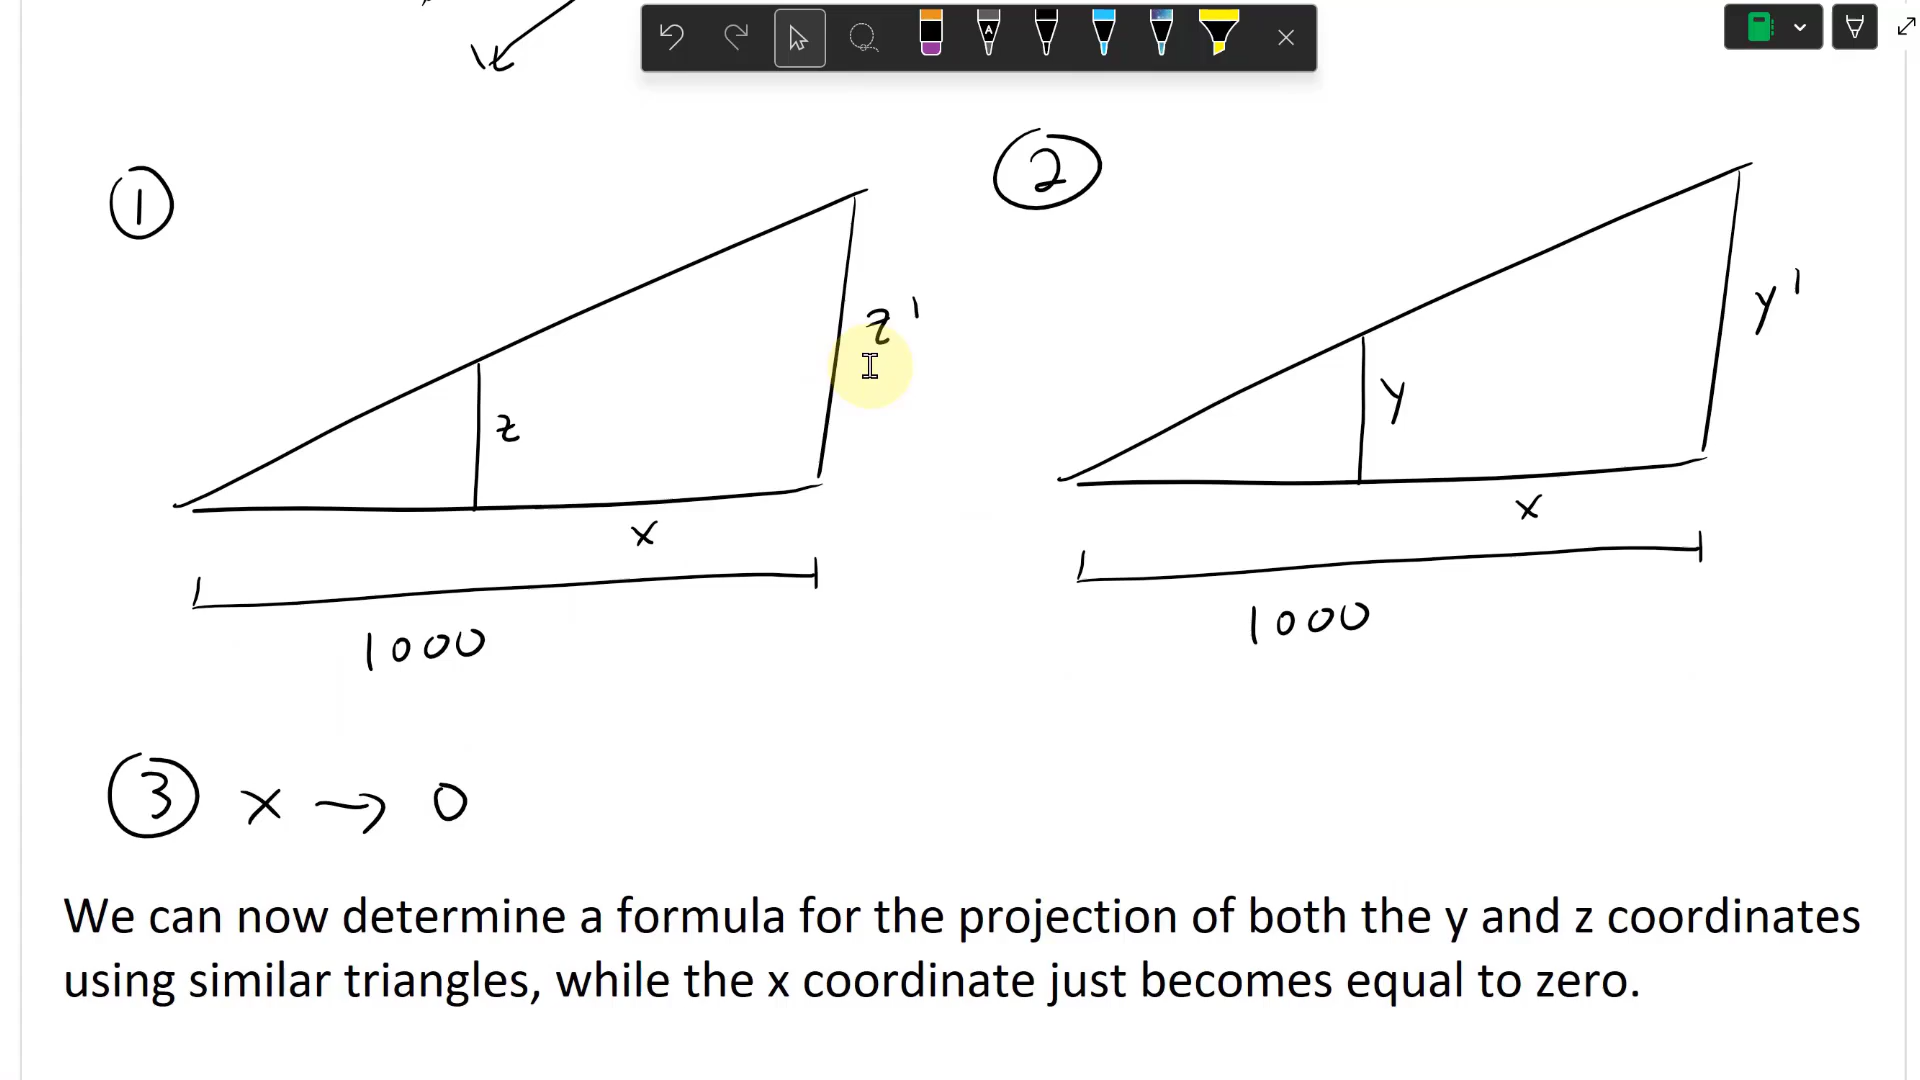 1
2
z'
z
x
1000
y'
y
x
1000
3 x → 0
We can now determine a formula for the projection of both the y and z coordinates
using similar triangles, while the x coordinate just becomes equal to zero.